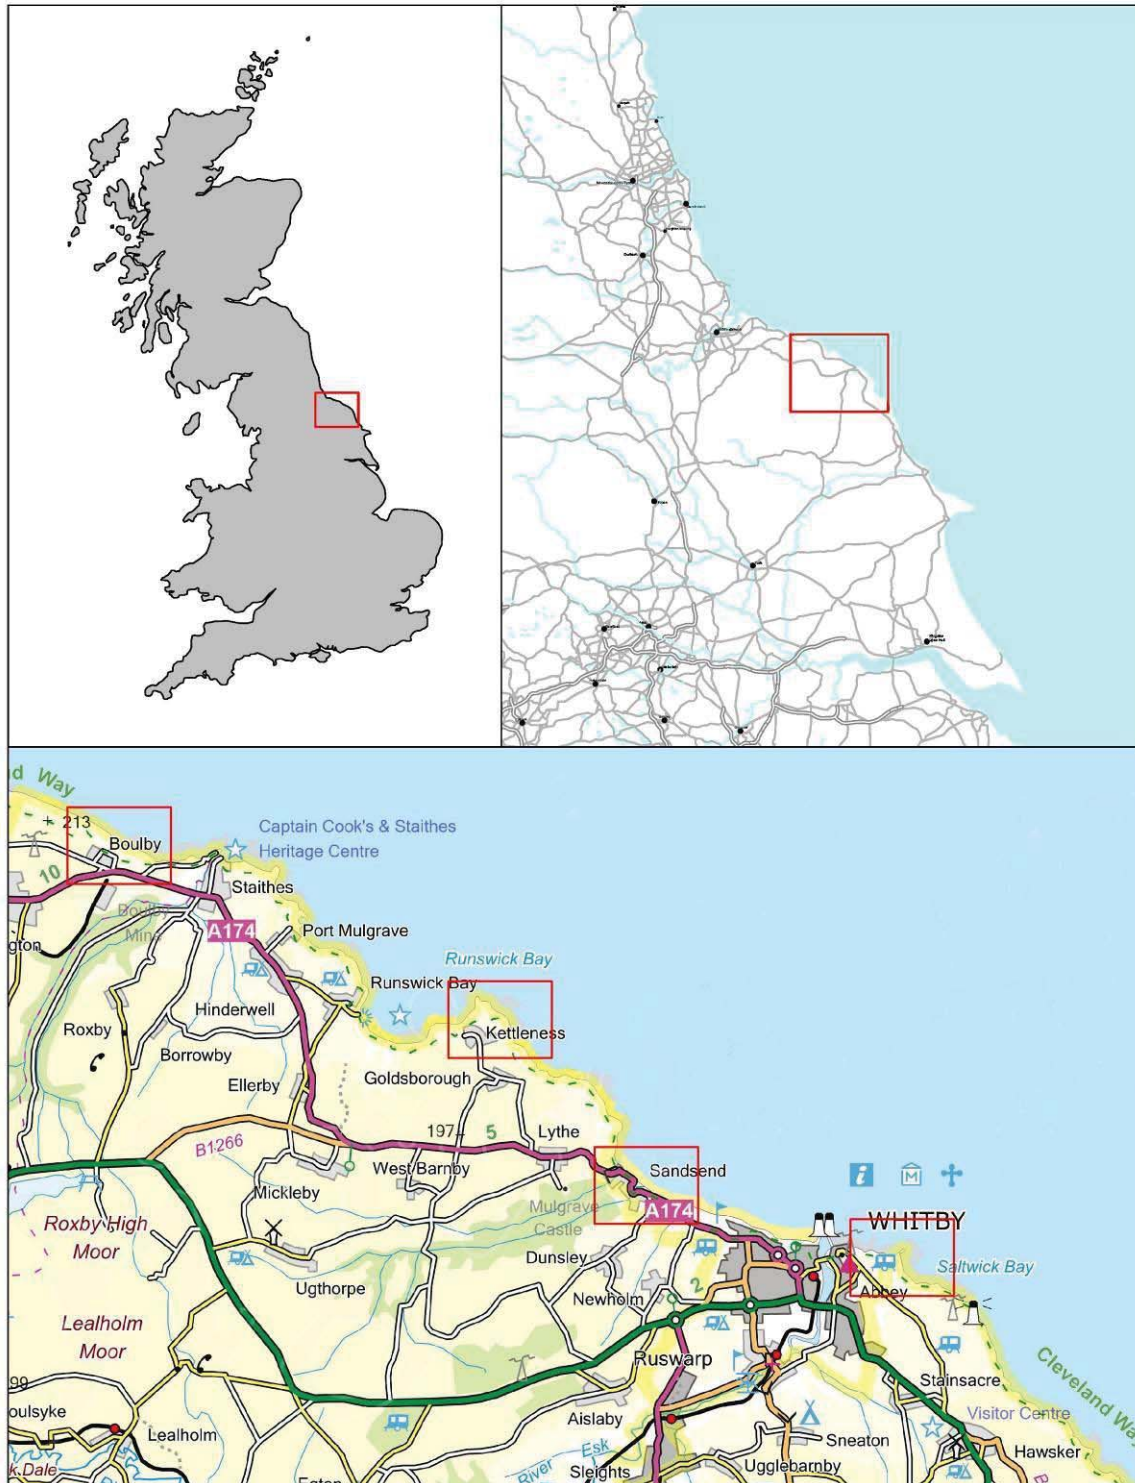 nd Way
+ 213
Boulby
Captain Cook's & Staithes
Heritage Centre
10
Staithes
Boulby
Mine
A174
gton
Port Mulgrave
Runswick Bay
Runswick Bay
Hinderwell
Roxby
Kettleness
Borrowby
Goldsborough
Ellerby
197
5
Lythe
B1266
West Barnby
Sandsend
Mickleby
Mulgrave
Castle
A174
WHITBY
Roxby High
Moor
Dunsley
Saltwick Bay
Ugthorpe
Newholm
2
Abbey
Lealholm
Moor
Ruswarp
Cleveland Wa
99
Stainsacre
oulsyke
Aislaby
Visitor Centre
Lealholm
Sneaton
Hawsker
k Dale
River Esk
Sleights
Ugglebarnby
Egton
B